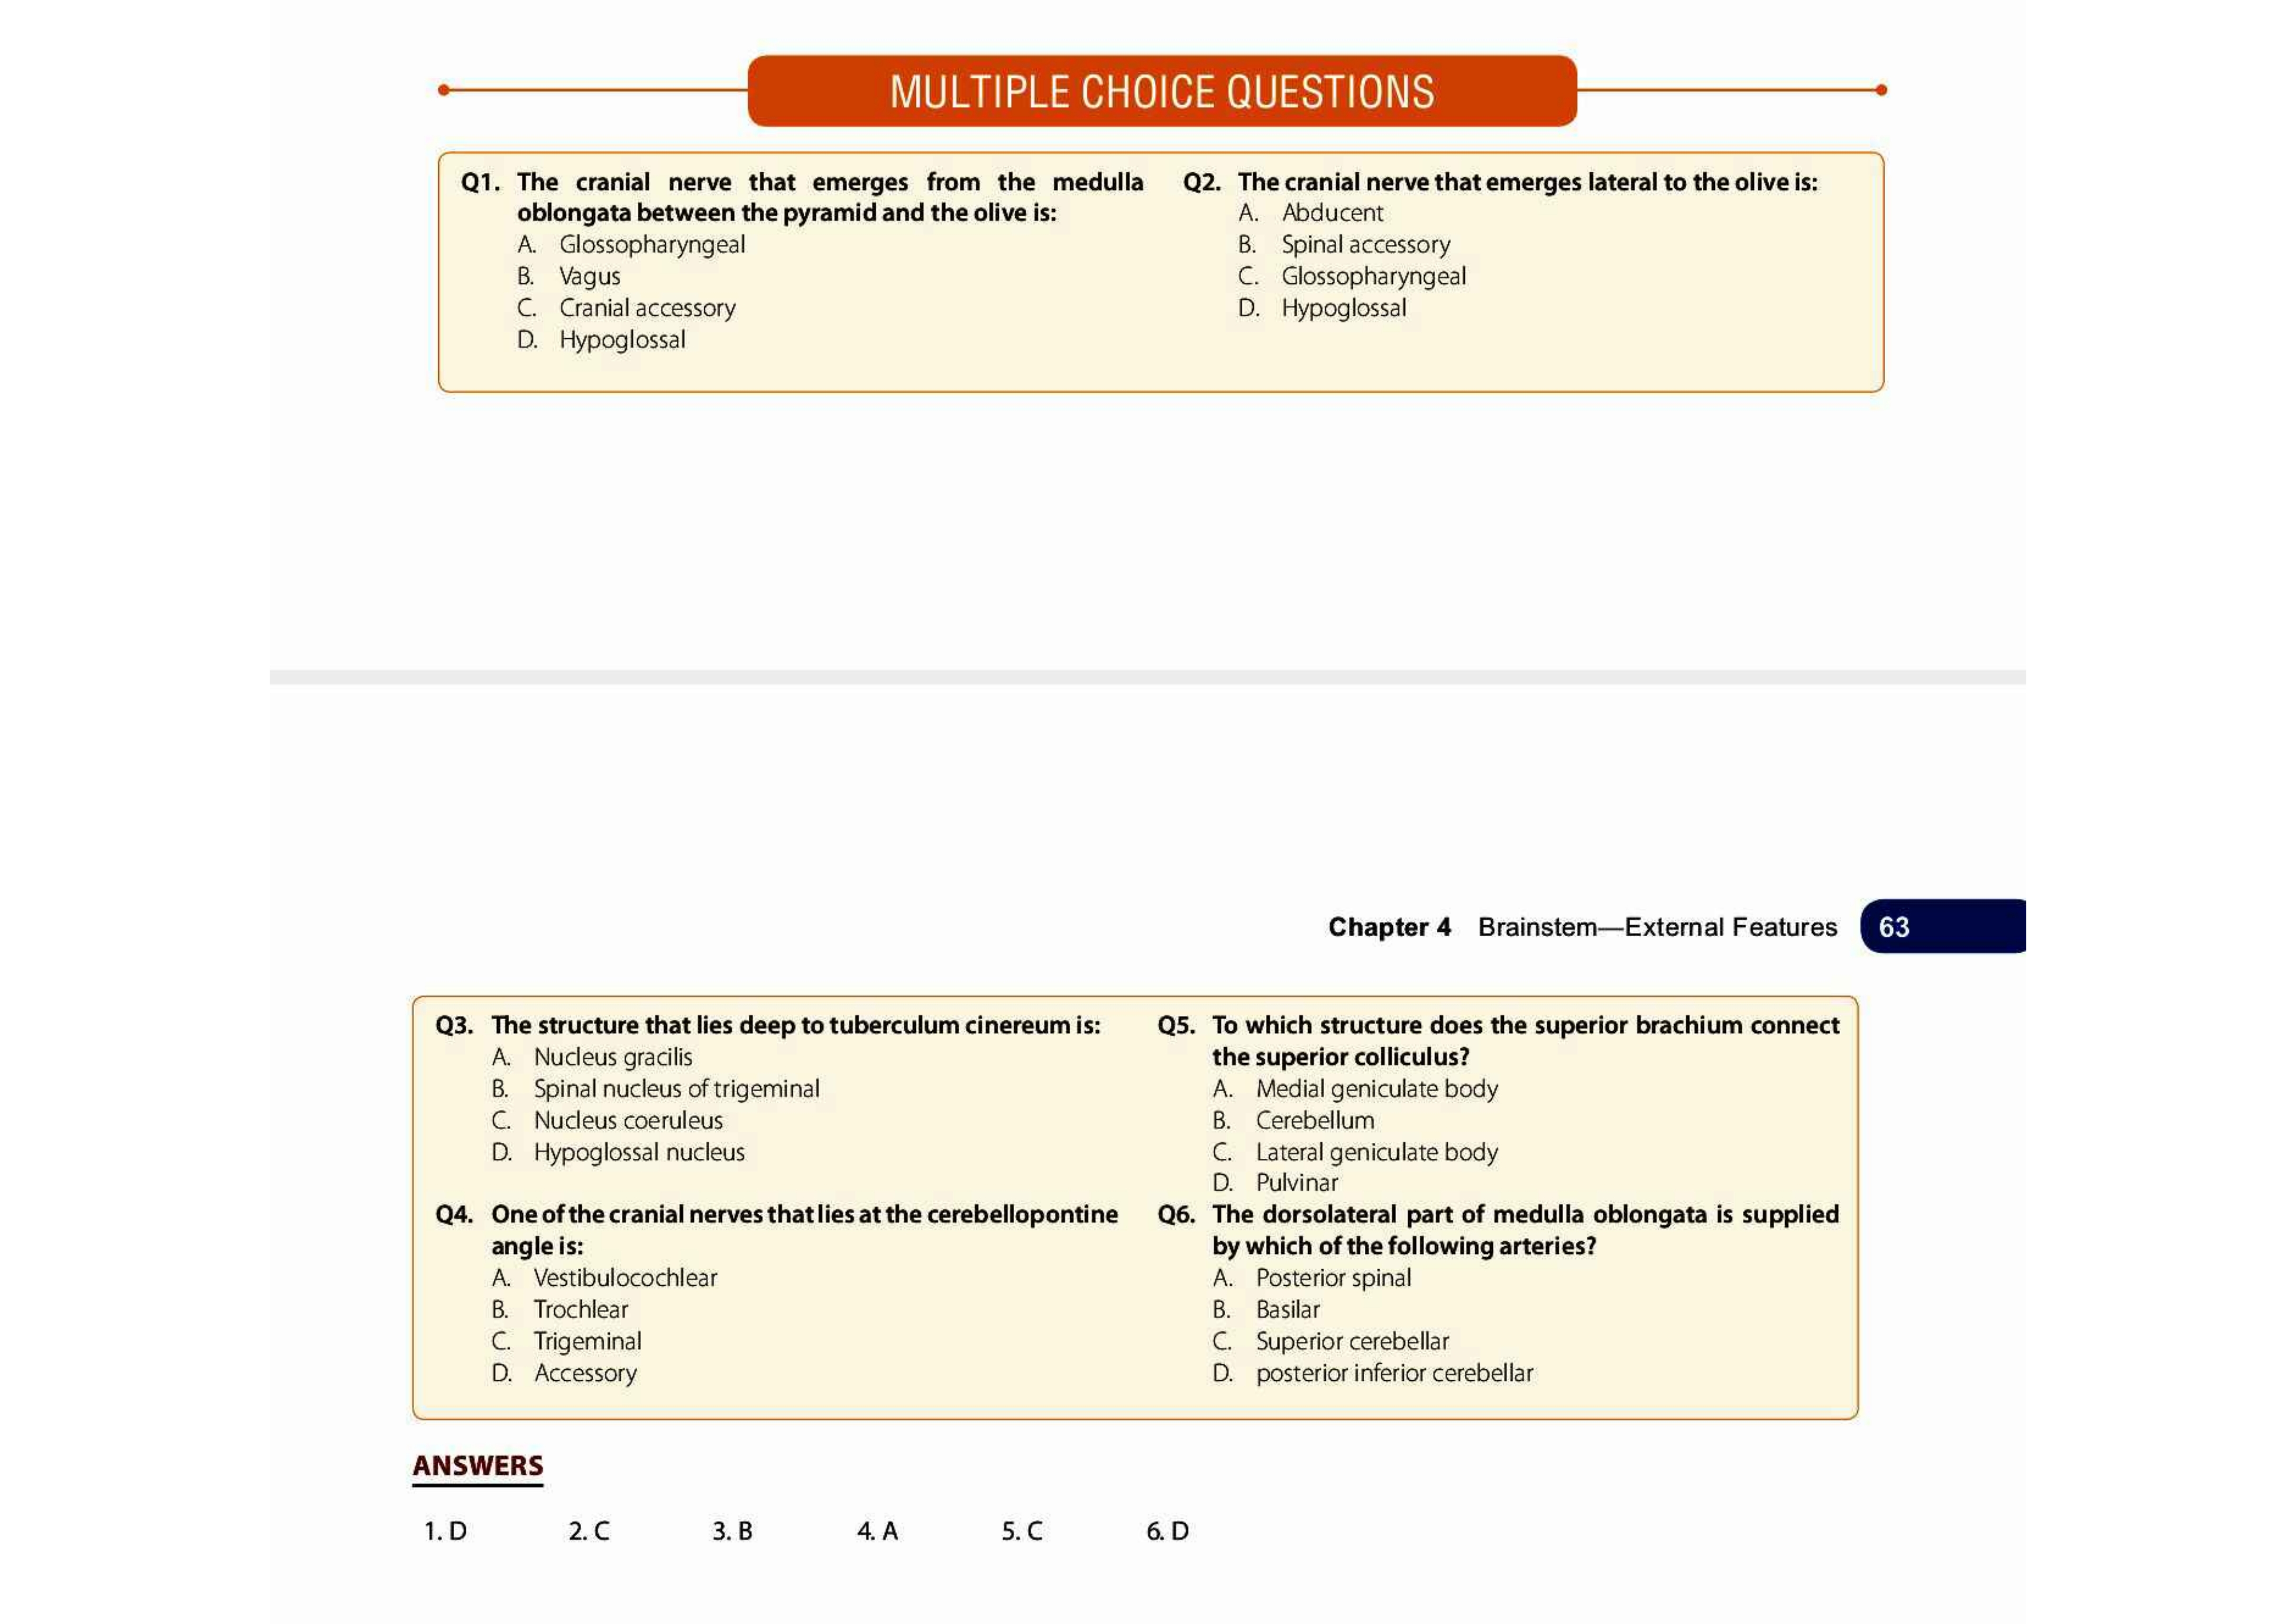 MULTIPLE CHOICE QUESTIONS
Q1. The cranial nerve that emerges from the medulla
oblongata between the pyramid and the olive is:
A. Glossopharyngeal
B. Vagus
C. Cranial accessory
D. Hypoglossal
Q2. The cranial nerve that emerges lateral to the olive is:
A. Abducent
B. Spinal accessory
C. Glossopharyngeal
D. Hypoglossal
Chapter 4 Brainstem—External Features 63
Q3. The structure that lies deep to tuberculum cinereum is:
A. Nucleus gracilis
B. Spinal nucleus of trigeminal
C. Nucleus coeruleus
D. Hypoglossal nucleus
Q4. One of the cranial nerves that lies at the cerebellopontine
angle is:
A. Vestibulocochlear
B. Trochlear
C. Trigeminal
D. Accessory
Q5. To which structure does the superior brachium connect
the superior colliculus?
A. Medial geniculate body
B. Cerebellum
C. Lateral geniculate body
D. Pulvinar
Q6. The dorsolateral part of medulla oblongata is supplied
by which of the following arteries?
A. Posterior spinal
B. Basilar
C. Superior cerebellar
D. posterior inferior cerebellar
ANSWERS
1. D 2. C 3. B 4. A 5. C 6. D